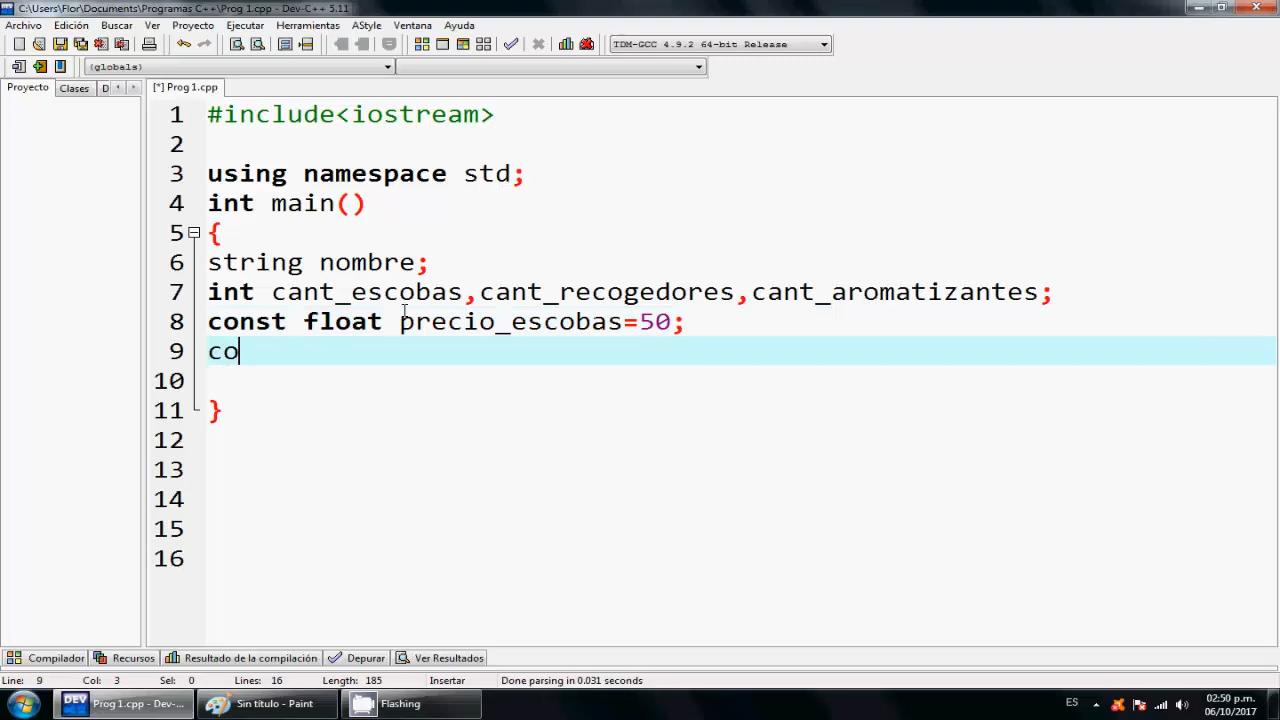 C:\Users\Flor\Documents\Programas C++\Prog 1.cpp - Dev-C++ 5.11
Archivo Edición Buscar Ver Proyecto Ejecutar Herramientas AStyle Ventana Ayuda
TDM-GCC 4.9.2 64-bit Release
(globals)
Proyecto Clases D [*] Prog 1.cpp
1 #include<iostream>
2
3 using namespace std;
4 int main()
5 {
6 string nombre;
7 int cant_escobas,cant_recogedores,cant_aromatizantes;
8 const float precio_escobas=50;
9 co
10
11 }
12
13
14
15
16
Compilador Recursos Resultado de la compilación Depurar Ver Resultados
Line: 9 Col: 3 Sel: 0 Lines: 16 Length: 185 Insertar Done parsing in 0.031 seconds
DEV Prog 1.cpp - Dev-... Sin título - Paint Flashing ES 02:50 p.m.
06/10/2017